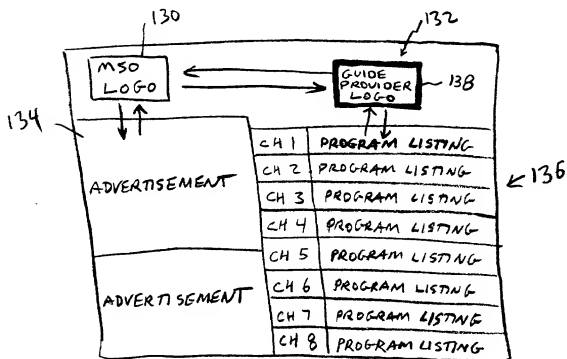 130
132
MSO
LOGO
GUIDE
PROVIDER
LOGO
138
134
CH 1 PROGRAM LISTING
CH 2 PROGRAM LISTING
136
ADVERTISEMENT
CH 3 PROGRAM LISTING
CH 4 PROGRAM LISTING
CH 5 PROGRAM LISTING
ADVERTISEMENT
CH 6 PROGRAM LISTING
CH 7 PROGRAM LISTING
CH 8 PROGRAM LISTING